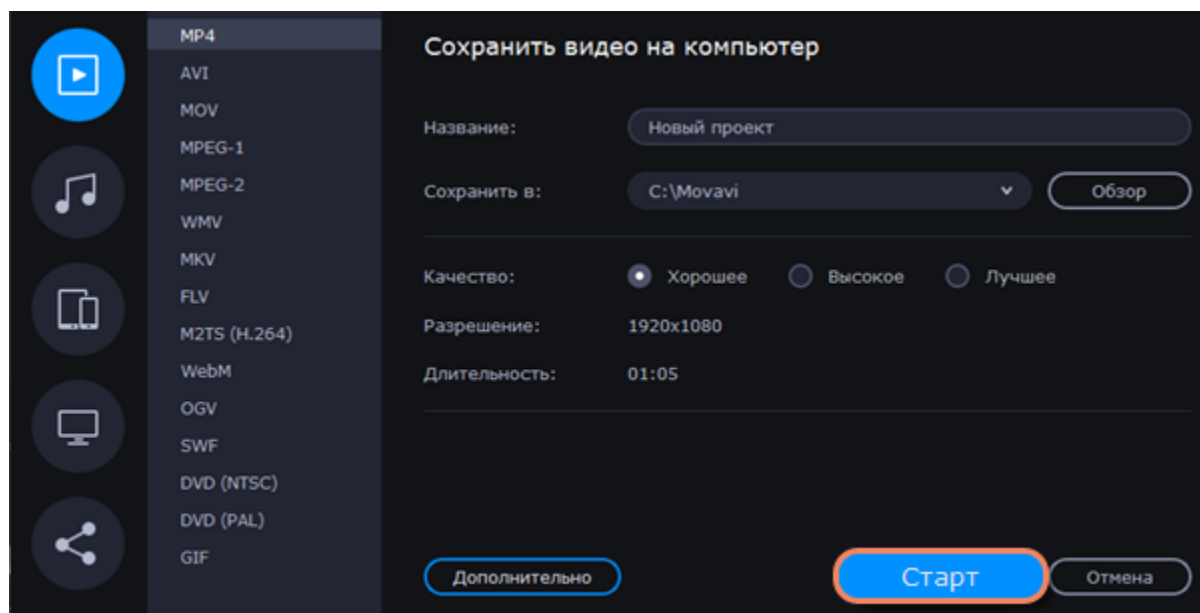 MP4
AVI
MOV
MPEG-1
MPEG-2
WMV
MKV
FLV
M2TS (H.264)
WebM
OGV
SWF
DVD (NTSC)
DVD (PAL)
GIF
Сохранить видео на компьютер
Название: Новый проект
Сохранить в: C:\Movavi Обзор
Качество: Хорошее Высокое Лучшее
Разрешение: 1920x1080
Длительность: 01:05
Дополнительно Старт Отмена